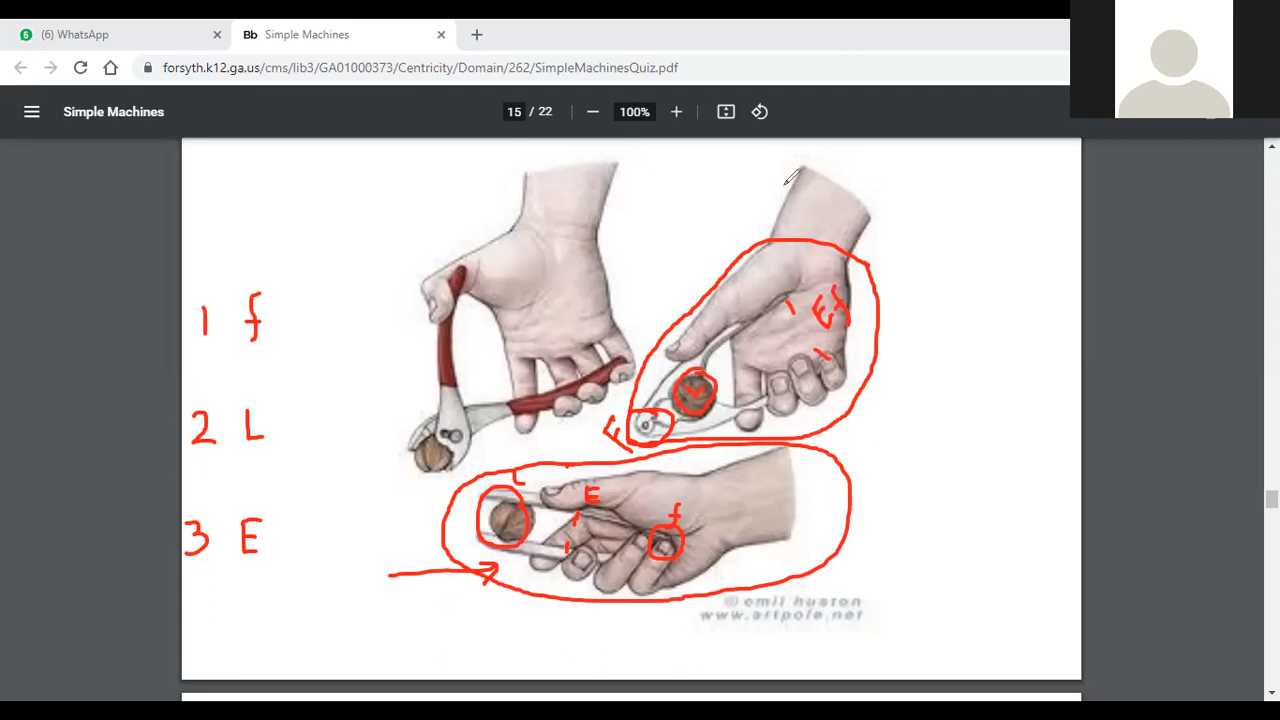 (6) WhatsApp
Bb Simple Machines
forsyth.k12.ga.us/cms/lib3/GA01000373/Centricity/Domain/262/SimpleMachinesQuiz.pdf
Simple Machines
15 / 22
100%
1 f
2 L
3 E
Ef
F
L
E
f
© emil huston
www.artpole.net